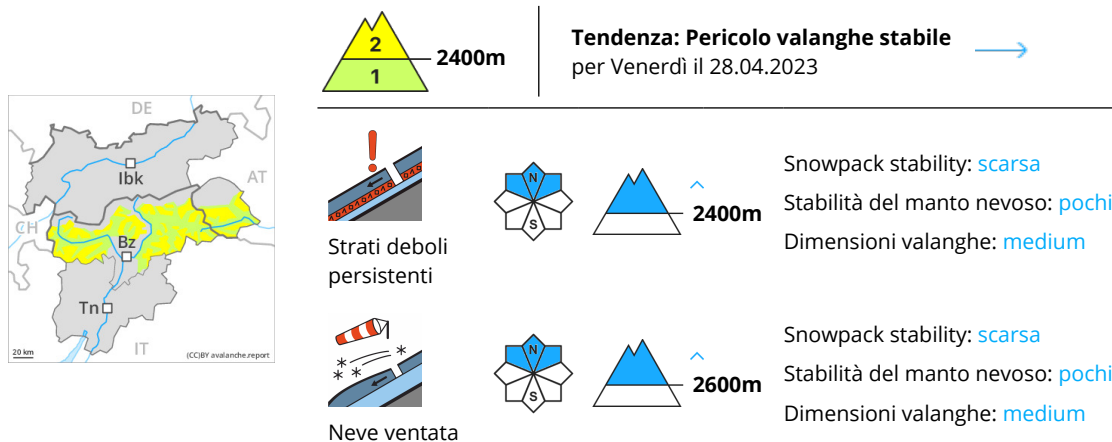 2
1
2400m
Tendenza: Pericolo valanghe stabile
per Venerdì il 28.04.2023
DE
Ibk
AT
CH
Bz
Tn
IT
20 km
(CC)BY avalanche.report
Strati deboli
persistenti
N
S
2400m
Snowpack stability: scarsa
Stabilità del manto nevoso: pochi
Dimensioni valanghe: medium
Neve ventata
N
S
2600m
Snowpack stability: scarsa
Stabilità del manto nevoso: pochi
Dimensioni valanghe: medium